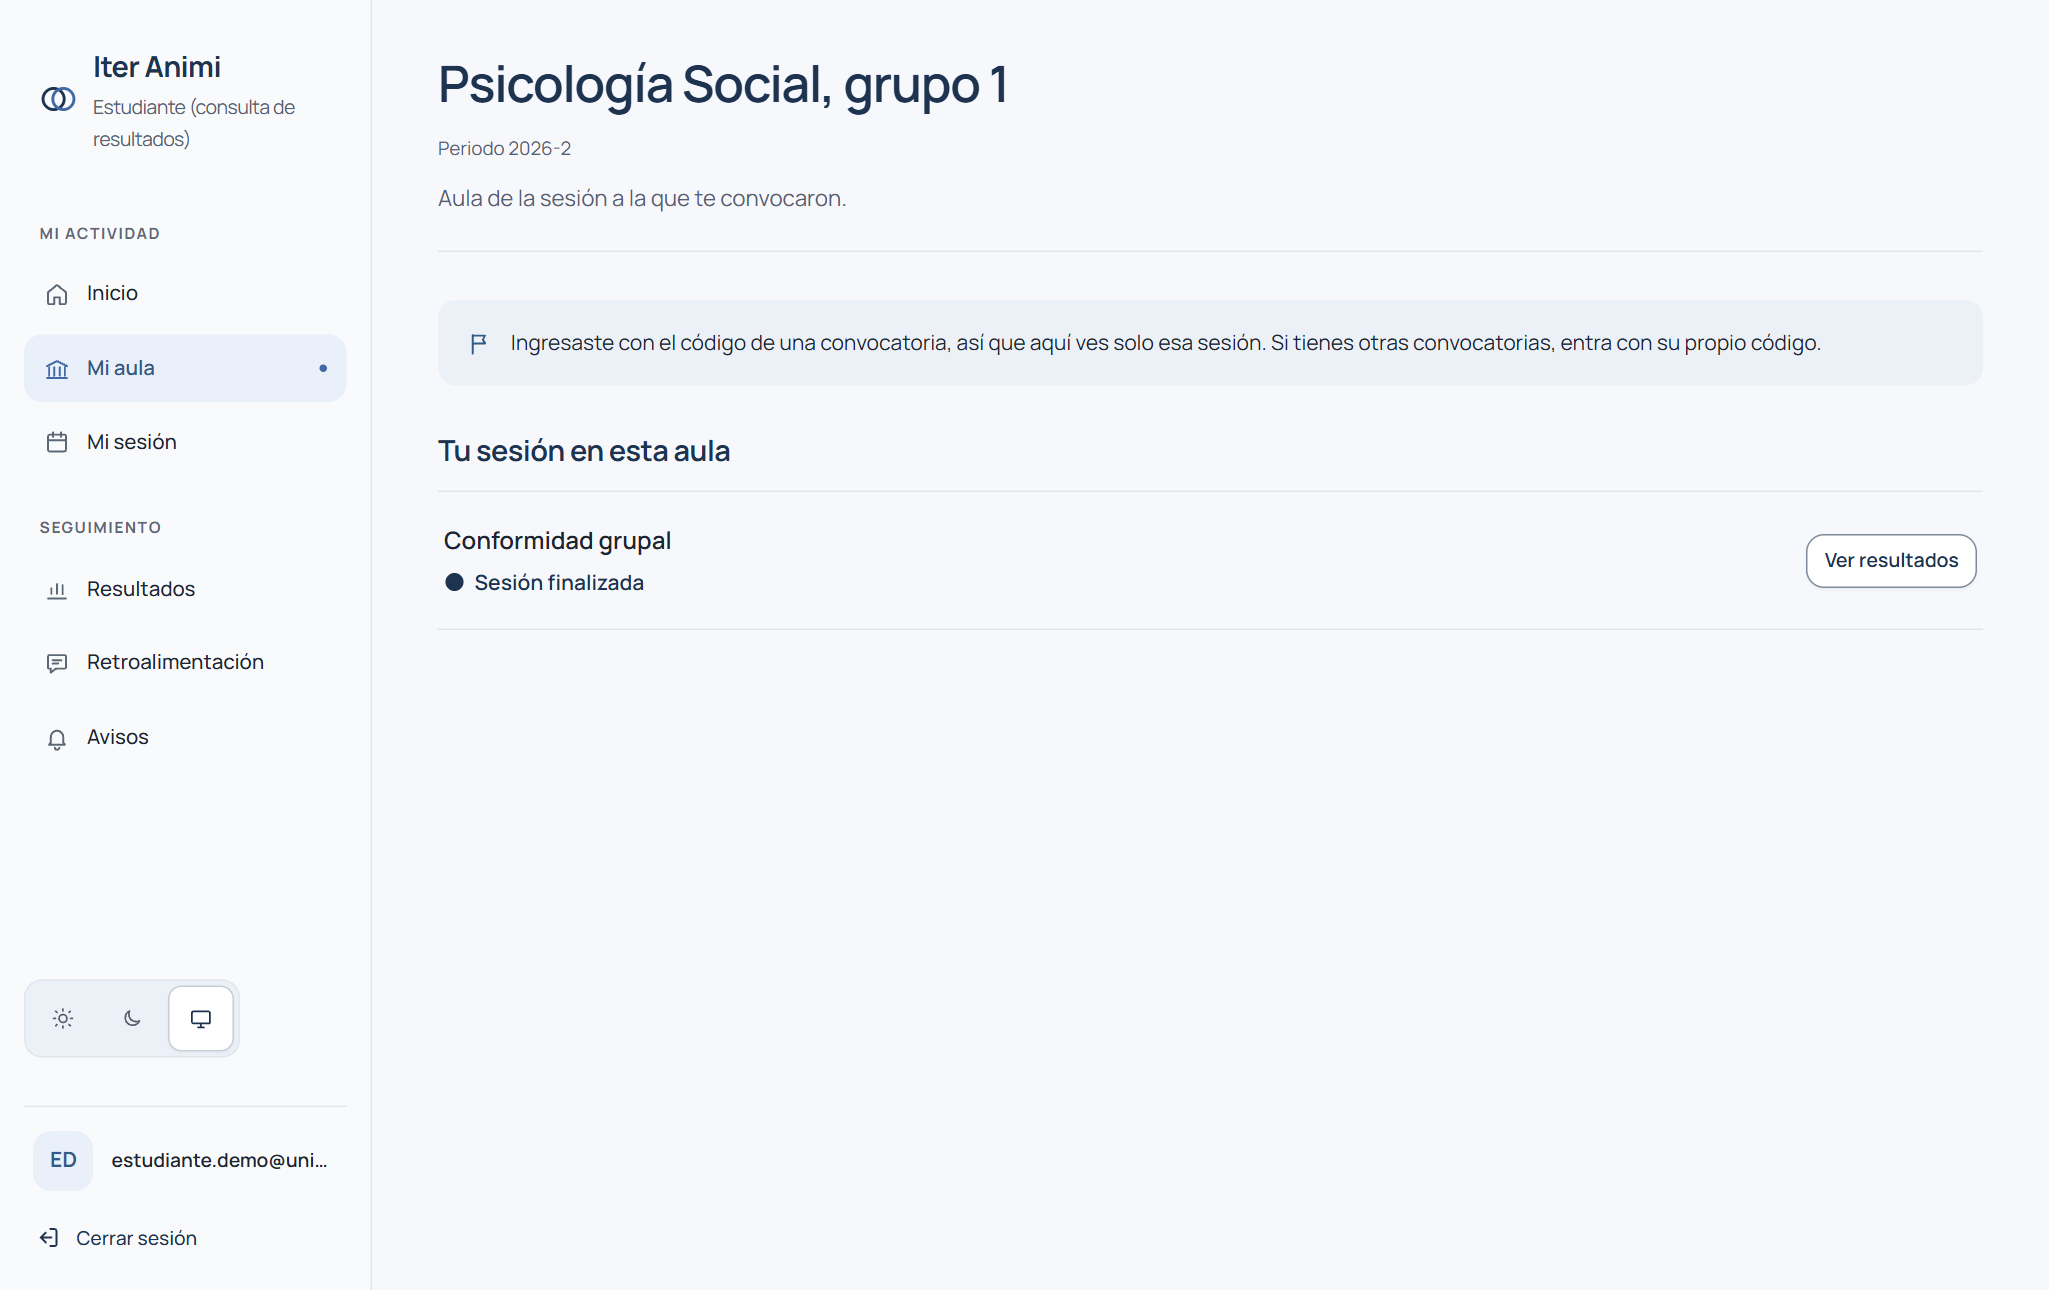 Iter Animi
Estudiante (consulta de
resultados)
MI ACTIVIDAD
Inicio
Mi aula
Mi sesión
SEGUIMIENTO
Resultados
Retroalimentación
Avisos
ED
estudiante.demo@uni...
Cerrar sesión
Psicología Social, grupo 1
Periodo 2026-2
Aula de la sesión a la que te convocaron.
Ingresaste con el código de una convocatoria, así que aquí ves solo esa sesión. Si tienes otras convocatorias, entra con su propio código.
Tu sesión en esta aula
Conformidad grupal
Sesión finalizada
Ver resultados